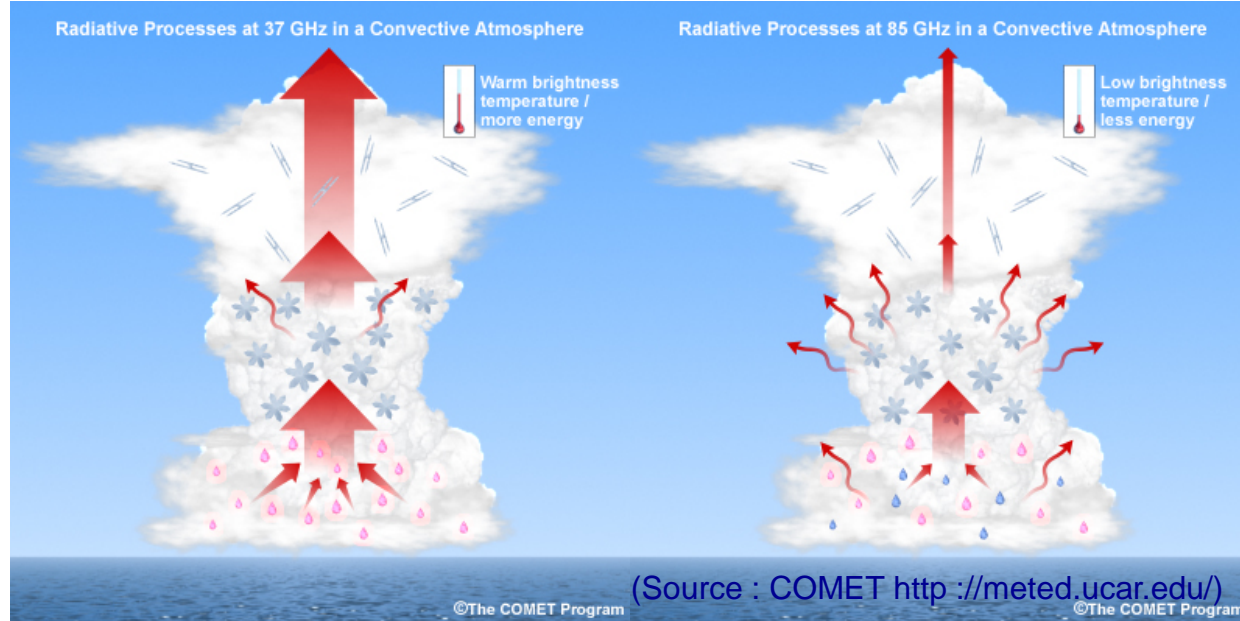 Radiative Processes at 37 GHz in a Convective Atmosphere
Warm brightness
temperature /
more energy
©The COMET Program
Radiative Processes at 85 GHz in a Convective Atmosphere
Low brightness
temperature /
less energy
(Source : COMET http ://meted.ucar.edu/)
©The COMET Program